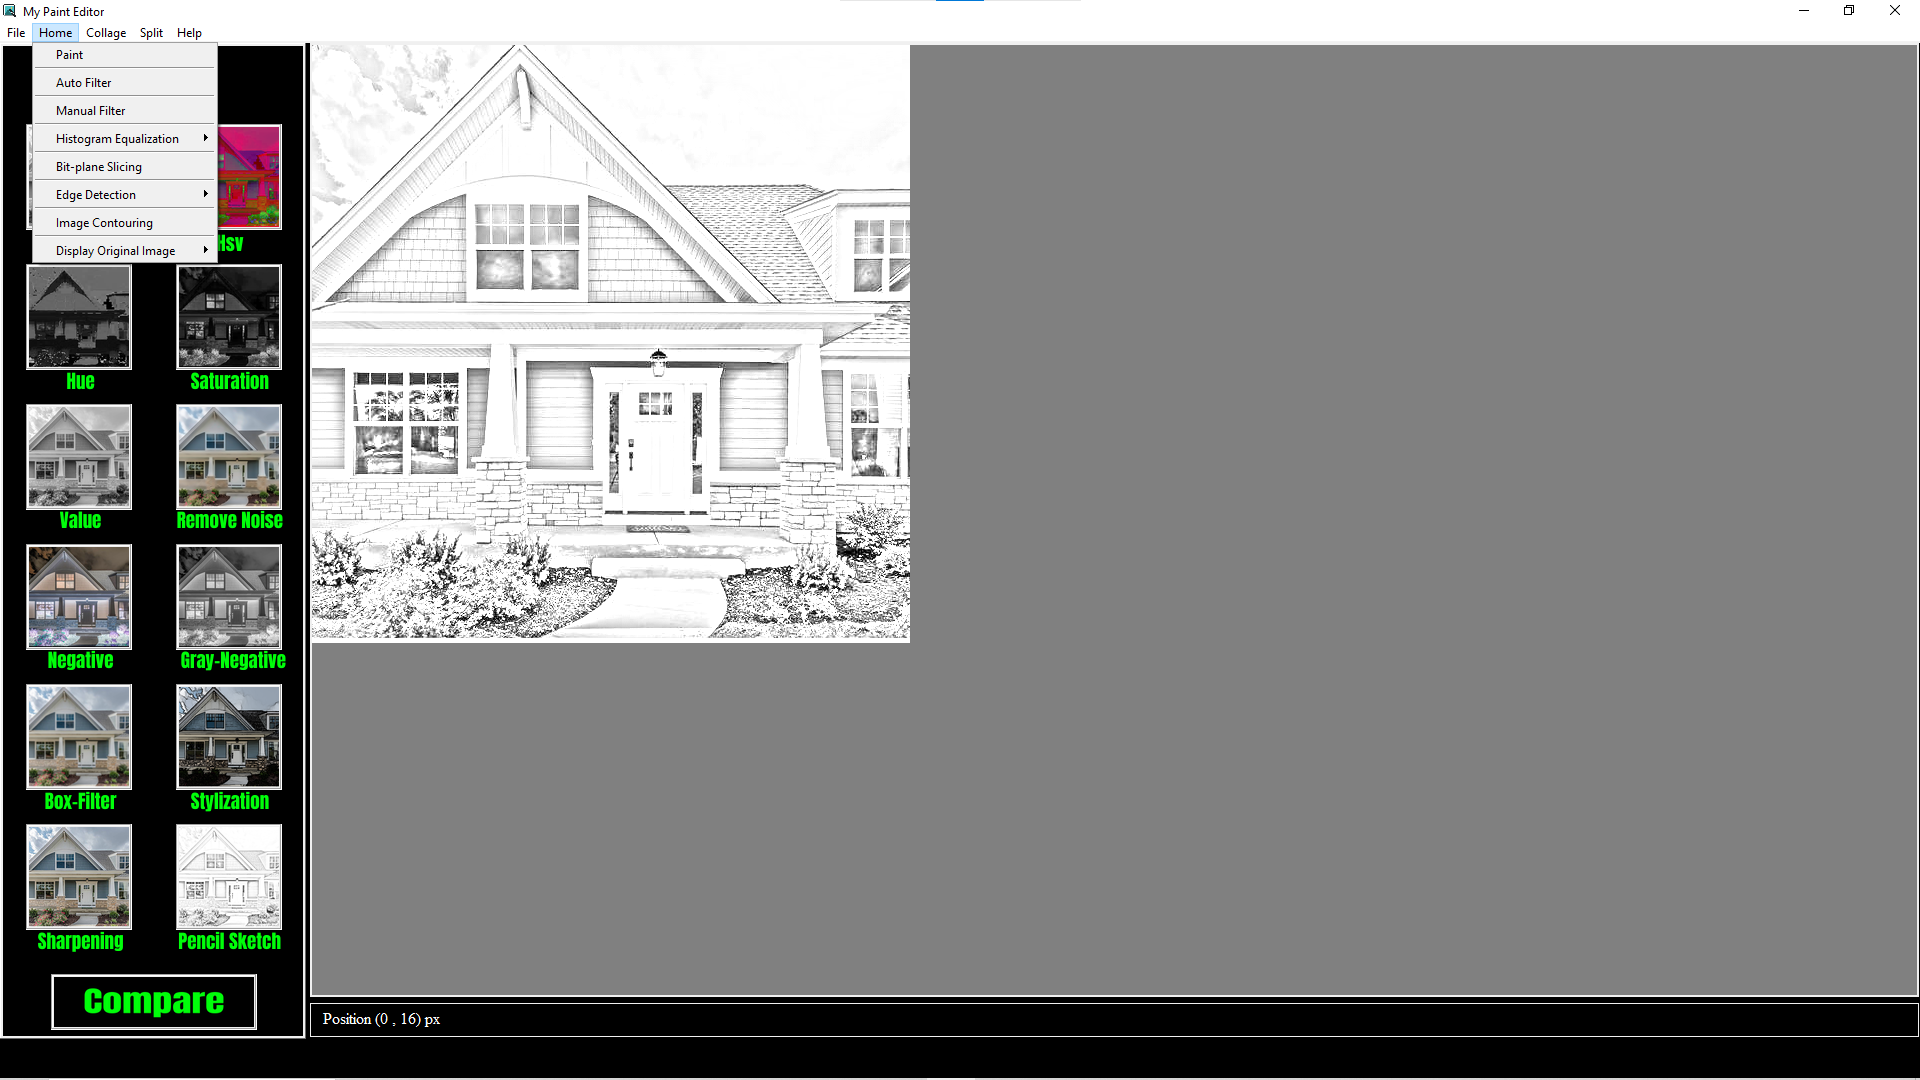 My Paint Editor
File Home Collage Split Help
Paint
Auto Filter
Manual Filter
Histogram Equalization
Bit-plane Slicing
Edge Detection
Image Contouring
Display Original Image
Hsv
Hue Saturation
Value Remove Noise
Negative Gray-Negative
Box-Filter Stylization
Sharpening Pencil Sketch
Compare
Position (0 , 16) px